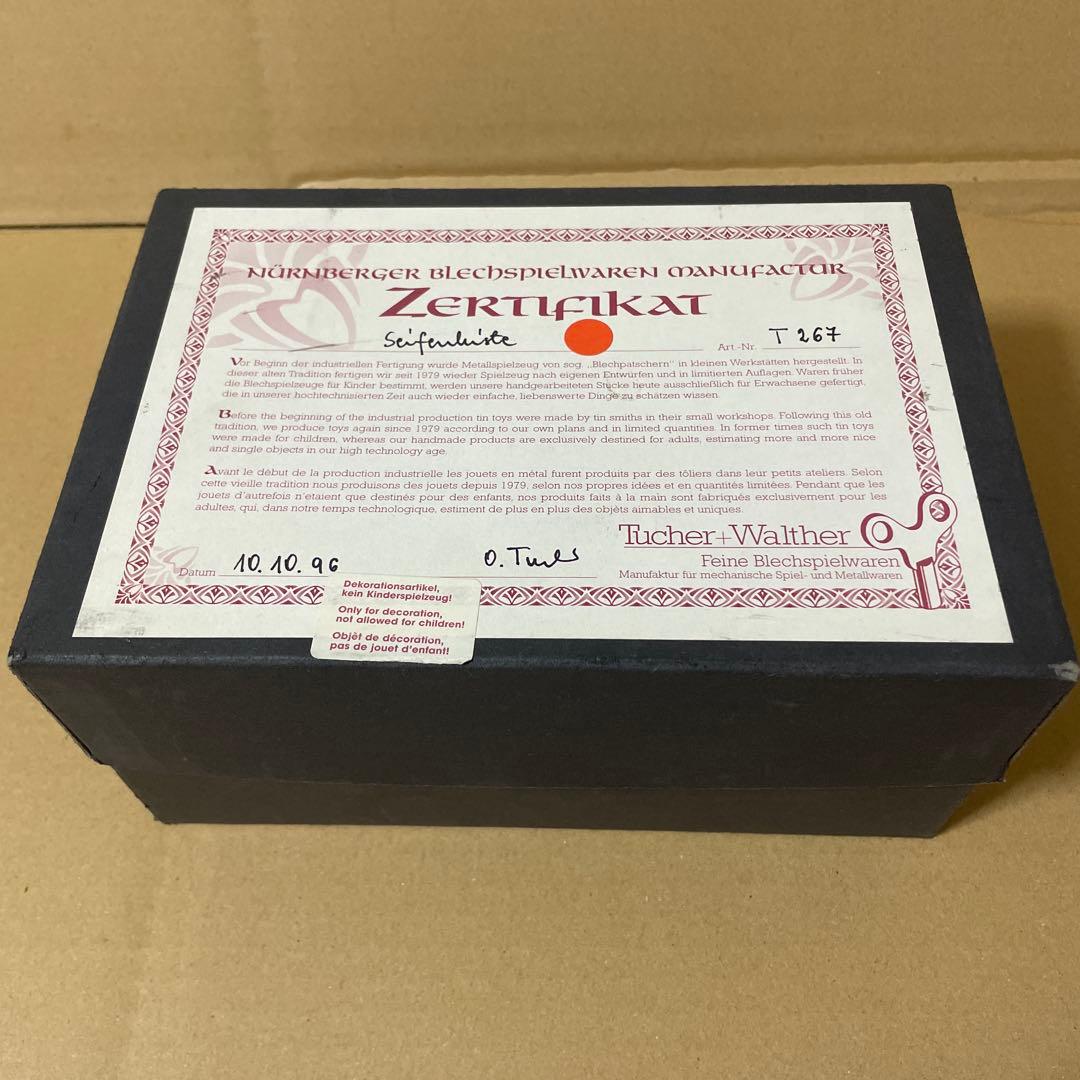 NÜRNBERGER BLECHSPIELWAREN MANUFACTUR
ZERTIFIKAT
Seifenkiste Art.-Nr. T 267
Vor Beginn der industriellen Fertigung wurde Metallspielzeug von sog. „Blechpatschern" in kleinen Werkstätten hergestellt. In
dieser alten Tradition fertigen wir seit 1979 wieder Spielzeug nach eigenen Entwürfen und in limitierten Auflagen. Waren früher
die Blechspielzeuge für Kinder bestimmt, werden unsere handgearbeiteten Stücke heute ausschließlich für Erwachsene gefertigt,
die in unserer hochtechnisierten Zeit auch wieder einfache, liebenswerte Dinge zu schätzen wissen.
Before the beginning of the industrial production tin toys were made by tin smiths in their small workshops. Following this old
tradition, we produce toys again since 1979 according to our own plans and in limited quantities. In former times such tin toys
were made for children, whereas our handmade products are exclusively destined for adults, estimating more and more nice
and single objects in our high technology age.
Avant le début de la production industrielle les jouets en métal furent produits par des tôliers dans leur petits ateliers. Selon
cette vieille tradition nous produisons des jouets depuis 1979, selon nos propres idées et en quantités limitées. Pendant que les
jouets d'autrefois n'etaient que destinés pour des enfants, nos produits faits à la main sont fabriqués exclusivement pour les
adultes, qui, dans notre temps technologique, estiment de plus en plus des objèts aimables et uniques.
Tucher+Walther
Feine Blechspielwaren
Manufaktur für mechanische Spiel- und Metallwaren
Datum 10.10.96
Dekorationsartikel,
kein Kinderspielzeug!
Only for decoration,
not allowed for children!
Objèt de décoration,
pas de jouet d'enfant!